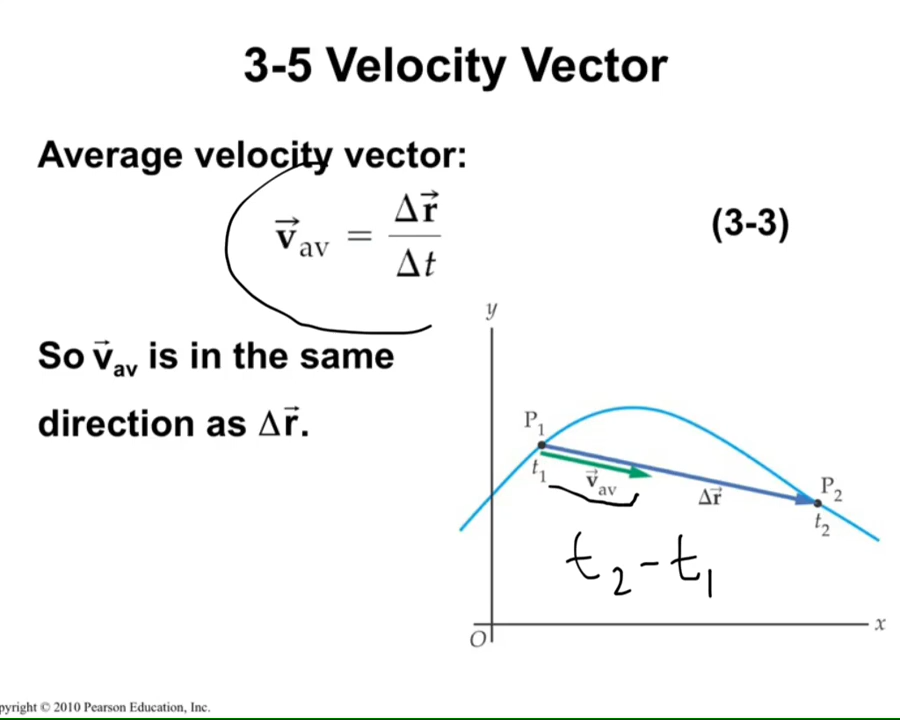 3-5 Velocity Vector
Average velocity vector:
v⃗av = Δr⃗ / Δt
(3-3)
So v⃗av is in the same
direction as Δr⃗.
y
P1
t1
v⃗av
Δr⃗
P2
t2
t2-t1
x
O
pyright © 2010 Pearson Education, Inc.